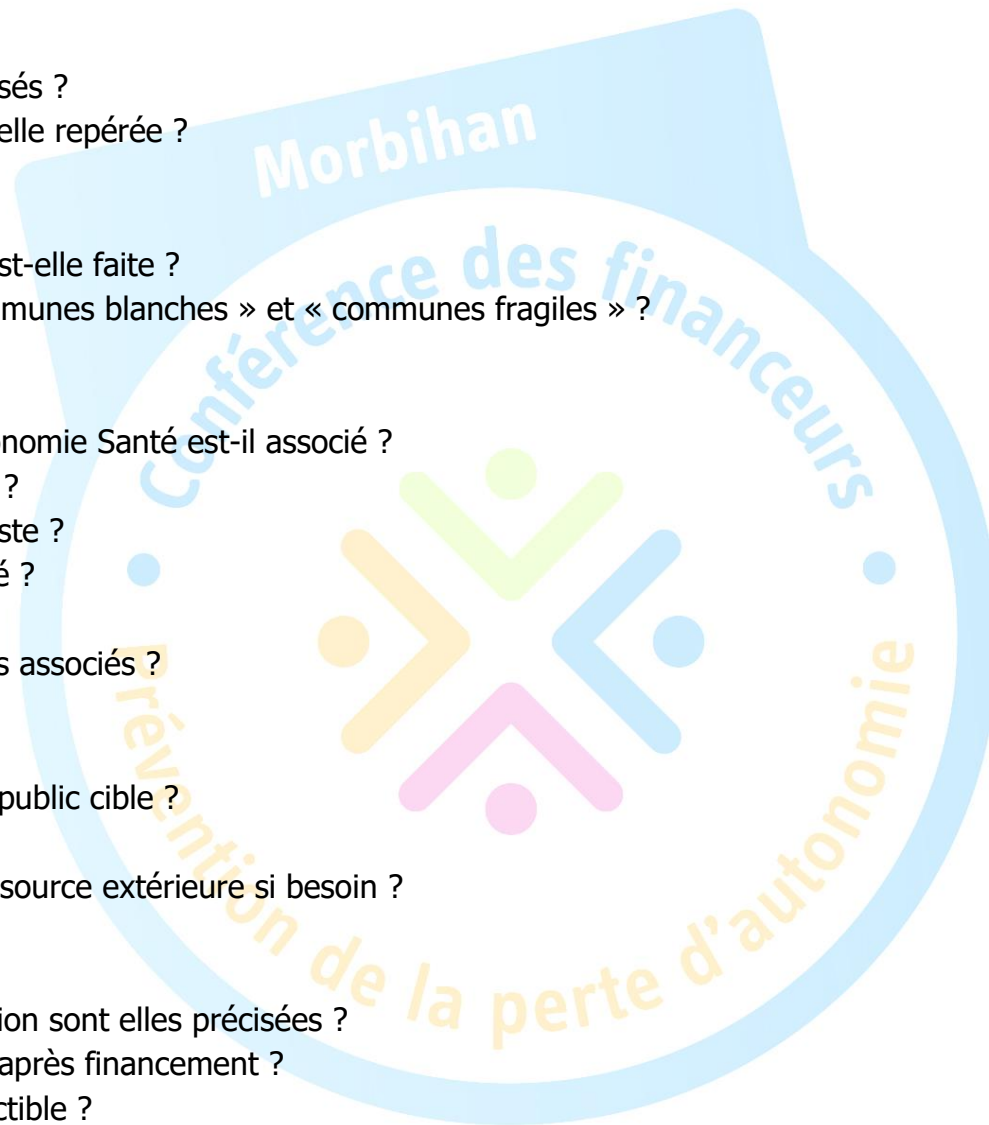 sés ?
elle repérée ?
Morbihan
st-elle faite ?
munes blanches » et « communes fragiles » ?
Conférence des financeurs
onomie Santé est-il associé ?
?
ste ?
é ?
s associés ?
public cible ?
source extérieure si besoin ?
Prévention de la perte d'autonomie
ion sont elles précisées ?
après financement ?
ctible ?